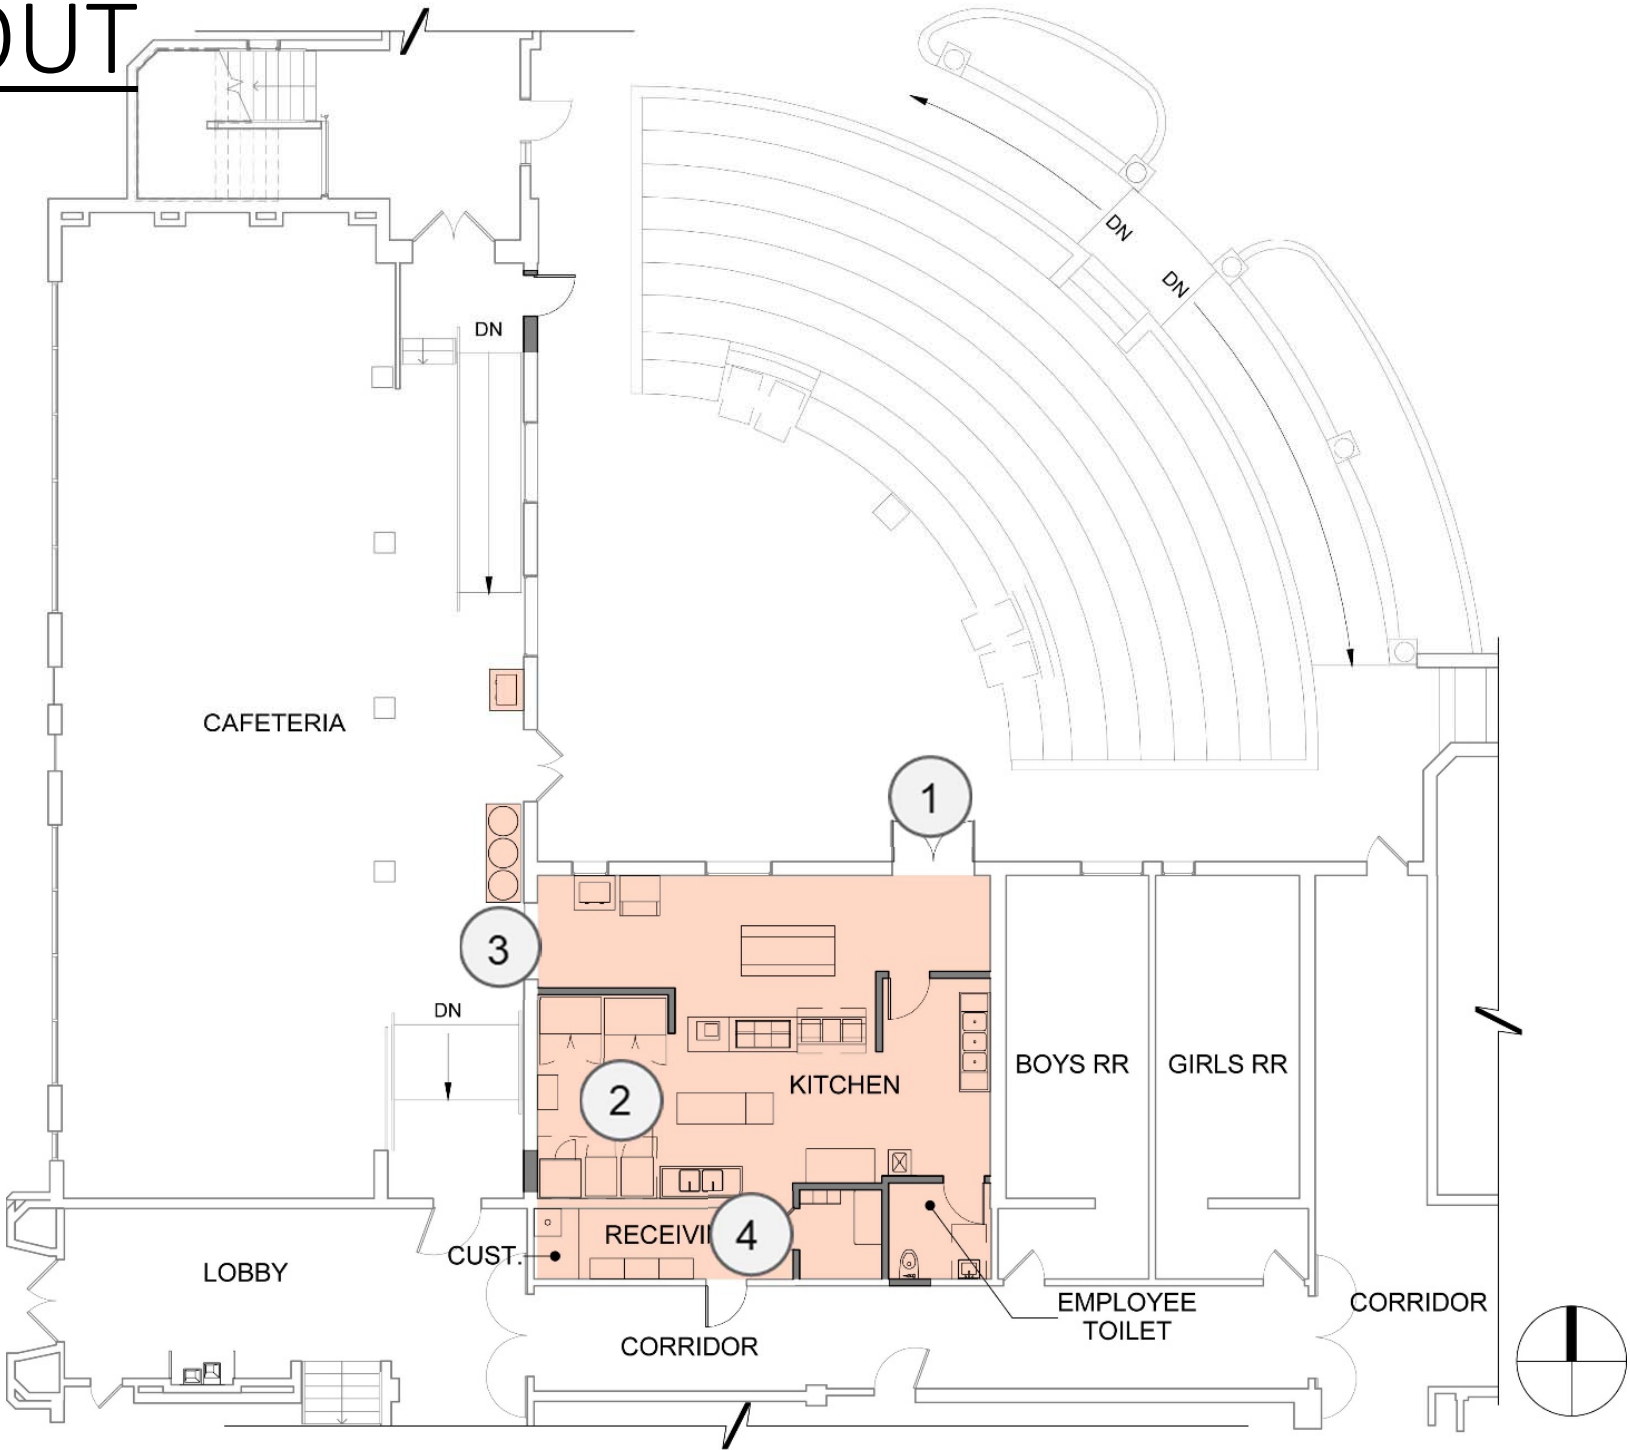 OUT
DN
DN
DN
CAFETERIA
1
3
DN
2
KITCHEN
BOYS RR
GIRLS RR
RECEIVI
4
CUST.
LOBBY
EMPLOYEE
TOILET
CORRIDOR
CORRIDOR